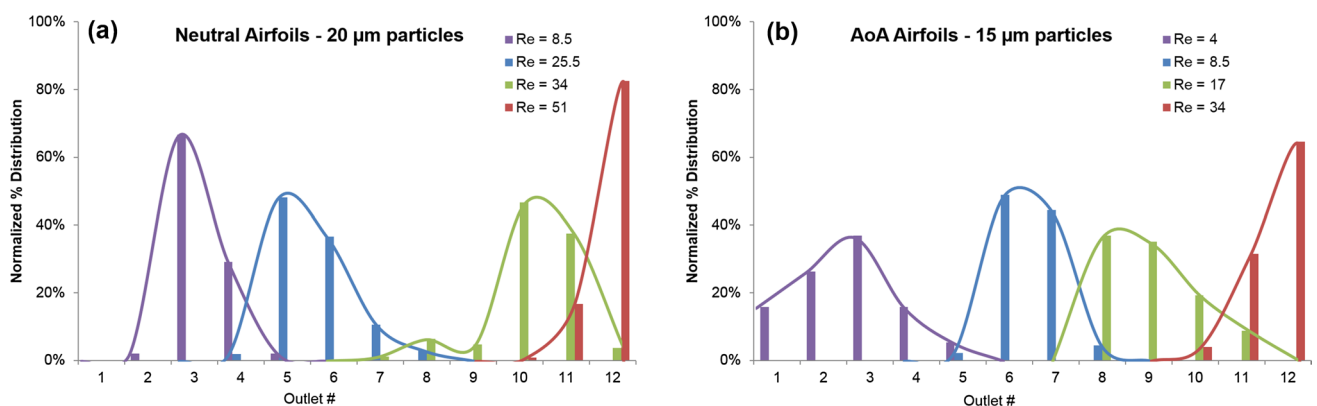 (a)
Neutral Airfoils - 20 µm particles
Re = 8.5
Re = 25.5
Re = 34
Re = 51
Normalized % Distribution
100%
80%
60%
40%
20%
0%
1 2 3 4 5 6 7 8 9 10 11 12
Outlet #
(b)
AoA Airfoils - 15 µm particles
Re = 4
Re = 8.5
Re = 17
Re = 34
Normalized % Distribution
100%
80%
60%
40%
20%
0%
1 2 3 4 5 6 7 8 9 10 11 12
Outlet #